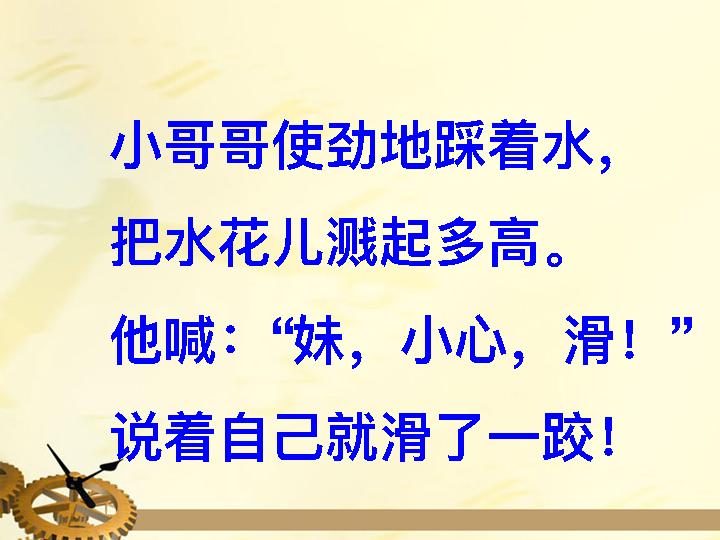 小哥哥使劲地踩着水，
把水花儿溅起多高。
他喊：“妹，小心，滑！”
说着自己就滑了一跤！